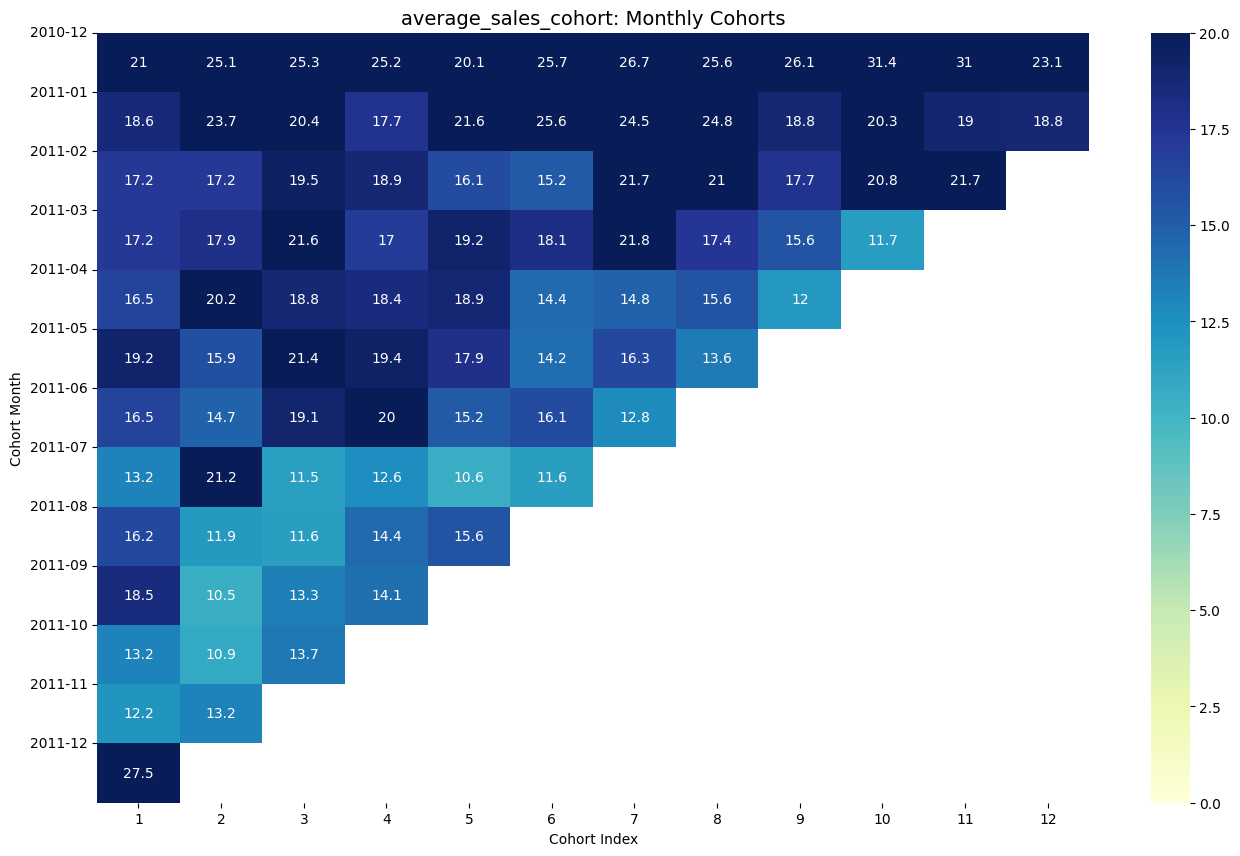 average_sales_cohort: Monthly Cohorts
2010-12
21 25.1 25.3 25.2 20.1 25.7 26.7 25.6 26.1 31.4 31 23.1
2011-01
18.6 23.7 20.4 17.7 21.6 25.6 24.5 24.8 18.8 20.3 19 18.8
2011-02
17.2 17.2 19.5 18.9 16.1 15.2 21.7 21 17.7 20.8 21.7
2011-03
17.2 17.9 21.6 17 19.2 18.1 21.8 17.4 15.6 11.7
2011-04
16.5 20.2 18.8 18.4 18.9 14.4 14.8 15.6 12
2011-05
19.2 15.9 21.4 19.4 17.9 14.2 16.3 13.6
2011-06
16.5 14.7 19.1 20 15.2 16.1 12.8
2011-07
13.2 21.2 11.5 12.6 10.6 11.6
2011-08
16.2 11.9 11.6 14.4 15.6
2011-09
18.5 10.5 13.3 14.1
2011-10
13.2 10.9 13.7
2011-11
12.2 13.2
2011-12
27.5
1 2 3 4 5 6 7 8 9 10 11 12
Cohort Index
Cohort Month
20.0
17.5
15.0
12.5
10.0
7.5
5.0
2.5
0.0